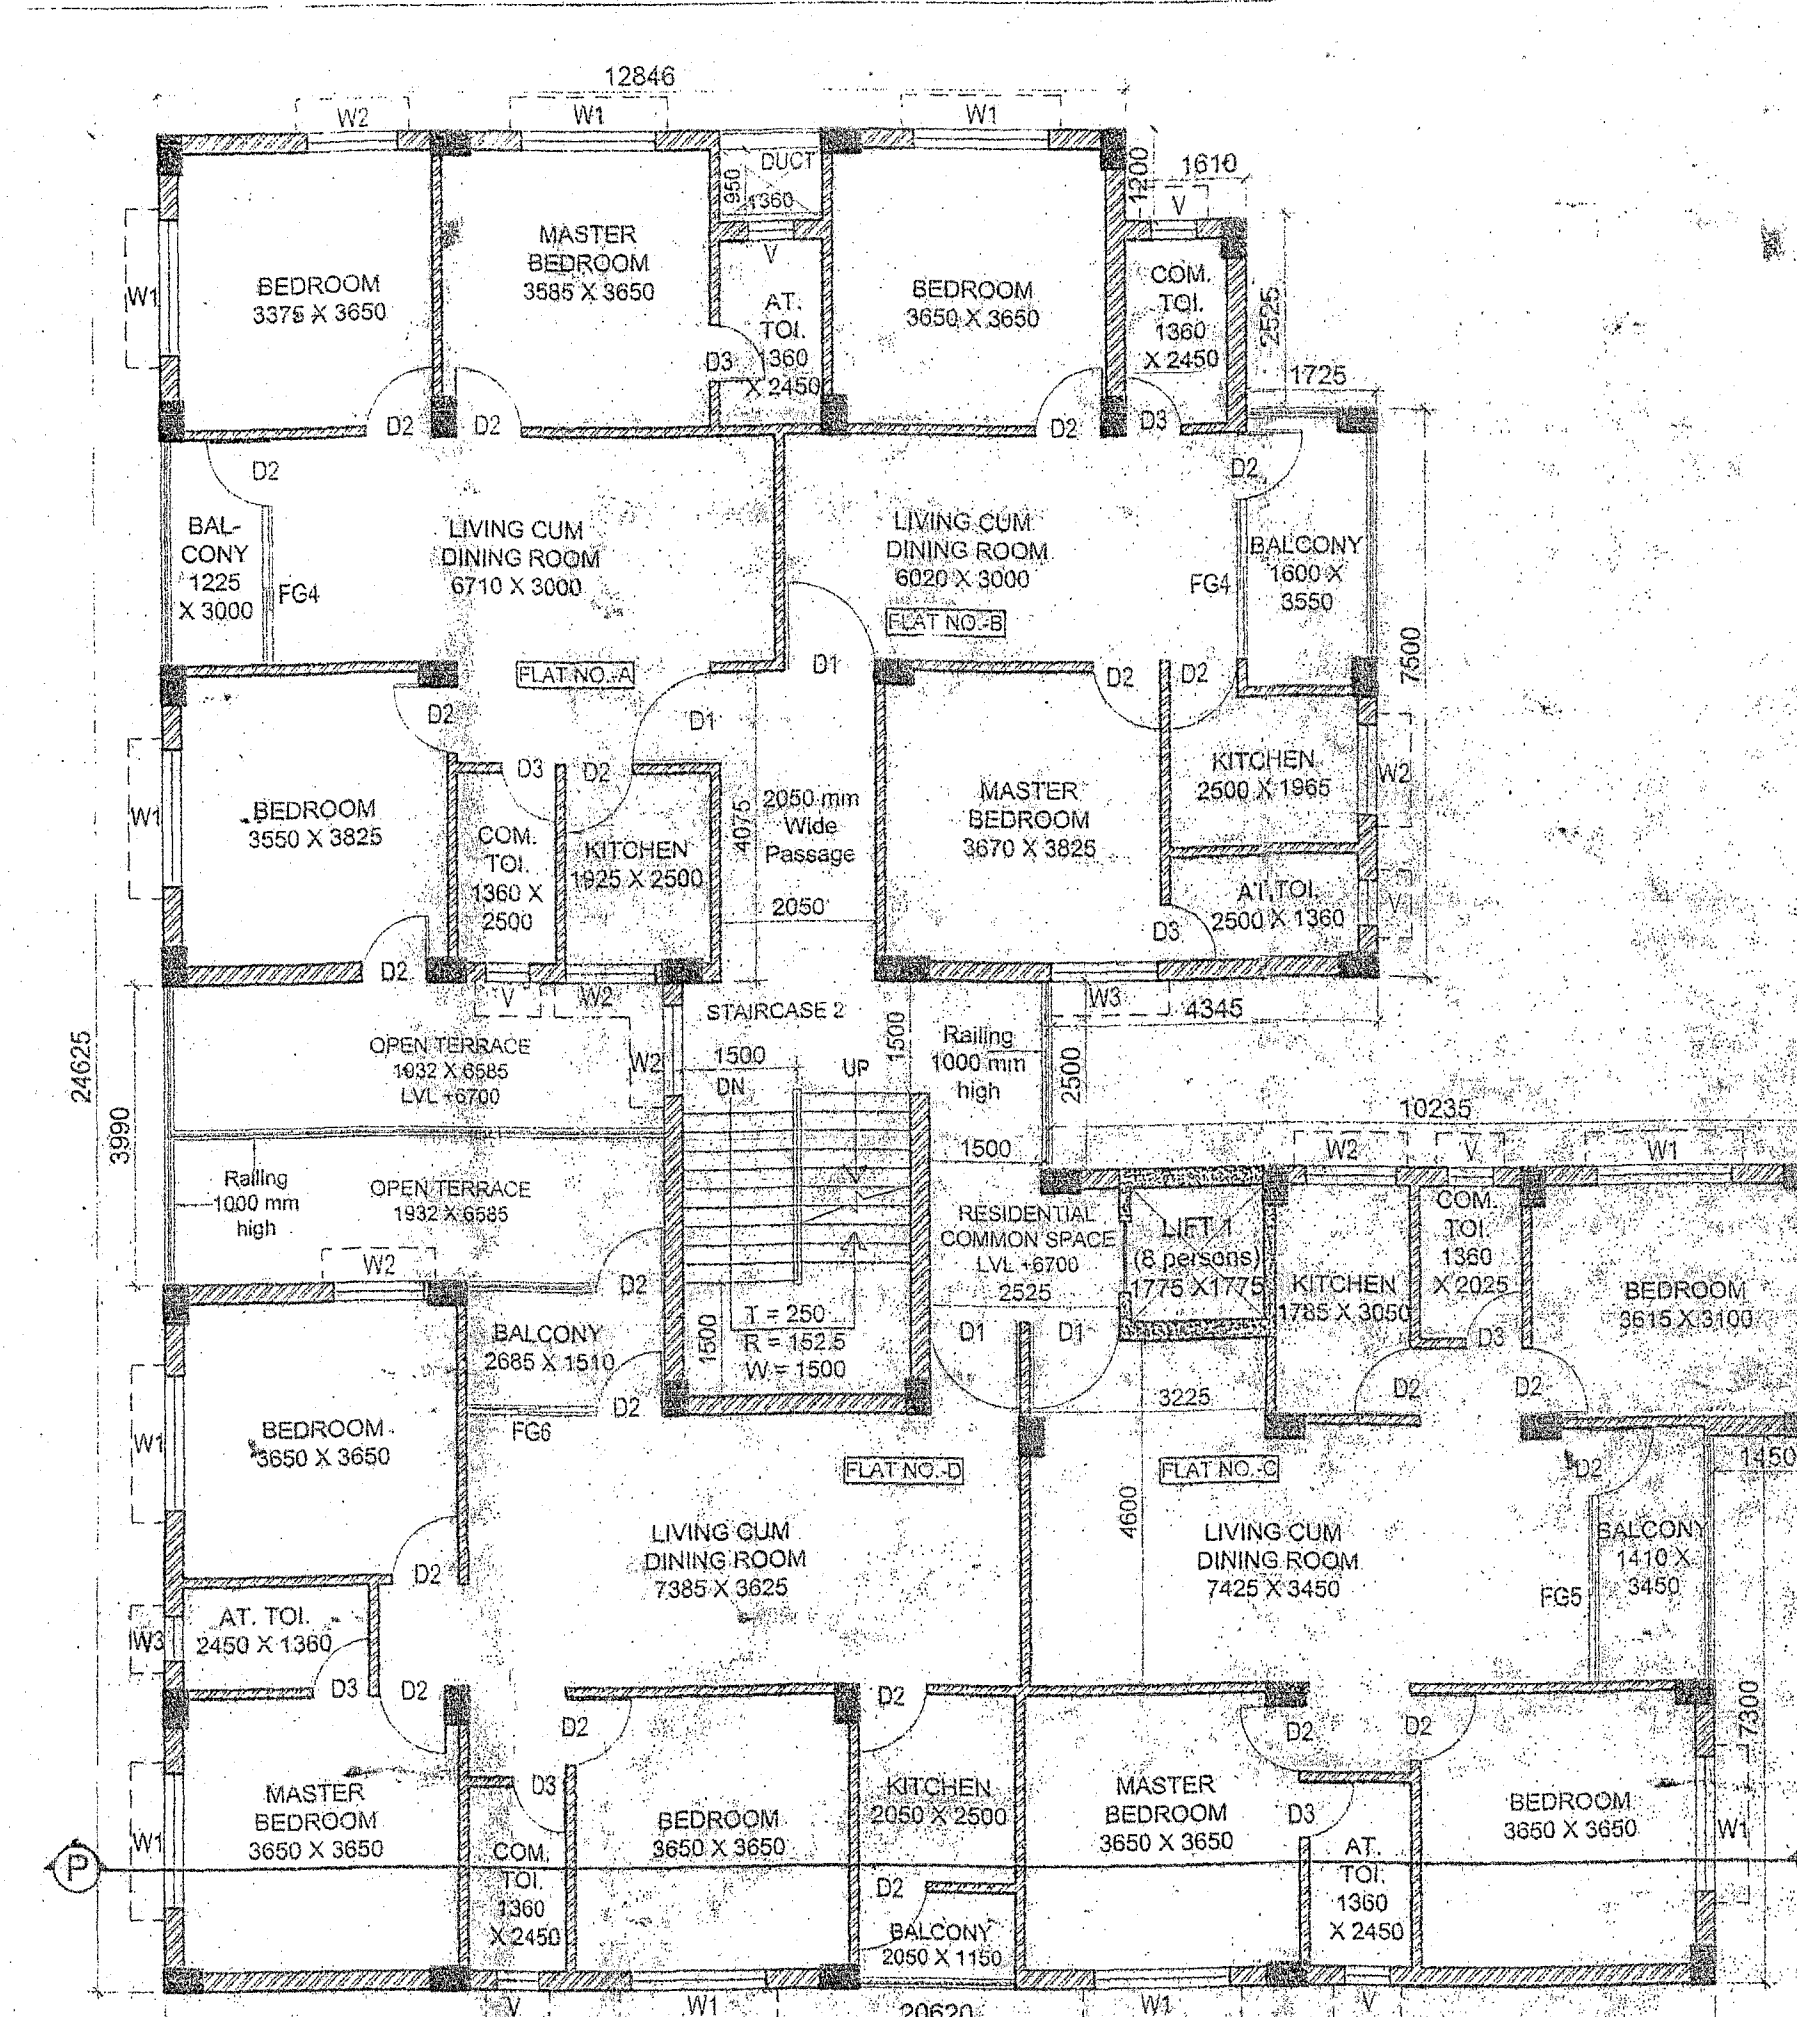 12846
W2
W1
W1
DUCT
950
1360
V
1200
1610
V
W1
BEDROOM
3375 X 3650
MASTER
BEDROOM
3585 X 3650
AT.
TOI.
1360
X 2450
D3
BEDROOM
3650 X 3650
COM.
TOI.
1360
X 2450
2525
1725
D2
D2
D2
D3
D2
D2
BAL-
CONY
1225
X 3000
FG4
LIVING CUM
DINING ROOM
6710 X 3000
LIVING CUM
DINING ROOM
6020 X 3000
FLAT NO.-B
FG4
BALCONY
1600 X
3550
7500
FLAT NO.-A
D1
D2
D2
D2
D1
W1
BEDROOM
3550 X 3825
D3
D2
COM.
TOI.
1360 X
2500
KITCHEN
1925 X 2500
4075
2050 mm
Wide
Passage
2050
MASTER
BEDROOM
3670 X 3825
KITCHEN
2500 X 1965
W2
AT.TOI.
2500 X 1360
V
D3
D2
V
W2
STAIRCASE 2
W3
4345
24625
3990
OPEN TERRACE
1932 X 6585
LVL +6700
W2
1500
DN
UP
1500
Railing
1000 mm
high
2500
10235
Railing
1000 mm
high
OPEN TERRACE
1932 X 6585
1500
W2
V
W1
RESIDENTIAL
COMMON SPACE
LVL +6700
2525
LIFT 1
(8 persons)
1775 X1775
KITCHEN
1785 X 3050
COM.
TOI.
1360
X 2025
BEDROOM
3615 X 3100
W2
D2
BALCONY
2685 X 1510
1500
T = 250
R = 152.5
W = 1500
D1
D1
D3
3225
D2
D2
D2
FG6
W1
BEDROOM
3650 X 3650
FLAT NO.-D
FLAT NO.-C
D2
1450
LIVING CUM
DINING ROOM
7385 X 3625
4600
LIVING CUM
DINING ROOM
7425 X 3450
BALCONY
1410 X
3450
FG5
D2
AT. TOI.
2450 X 1360
W3
D3
D2
D2
D2
D2
D2
7300
MASTER
BEDROOM
3650 X 3650
W1
D3
COM.
TOI.
1360
X 2450
BEDROOM
3650 X 3650
KITCHEN
2050 X 2500
MASTER
BEDROOM
3650 X 3650
D3
AT.
TOI.
1360
X 2450
BEDROOM
3650 X 3650
W1
P
D2
BALCONY
2050 X 1150
V
W1
20620
W1
V